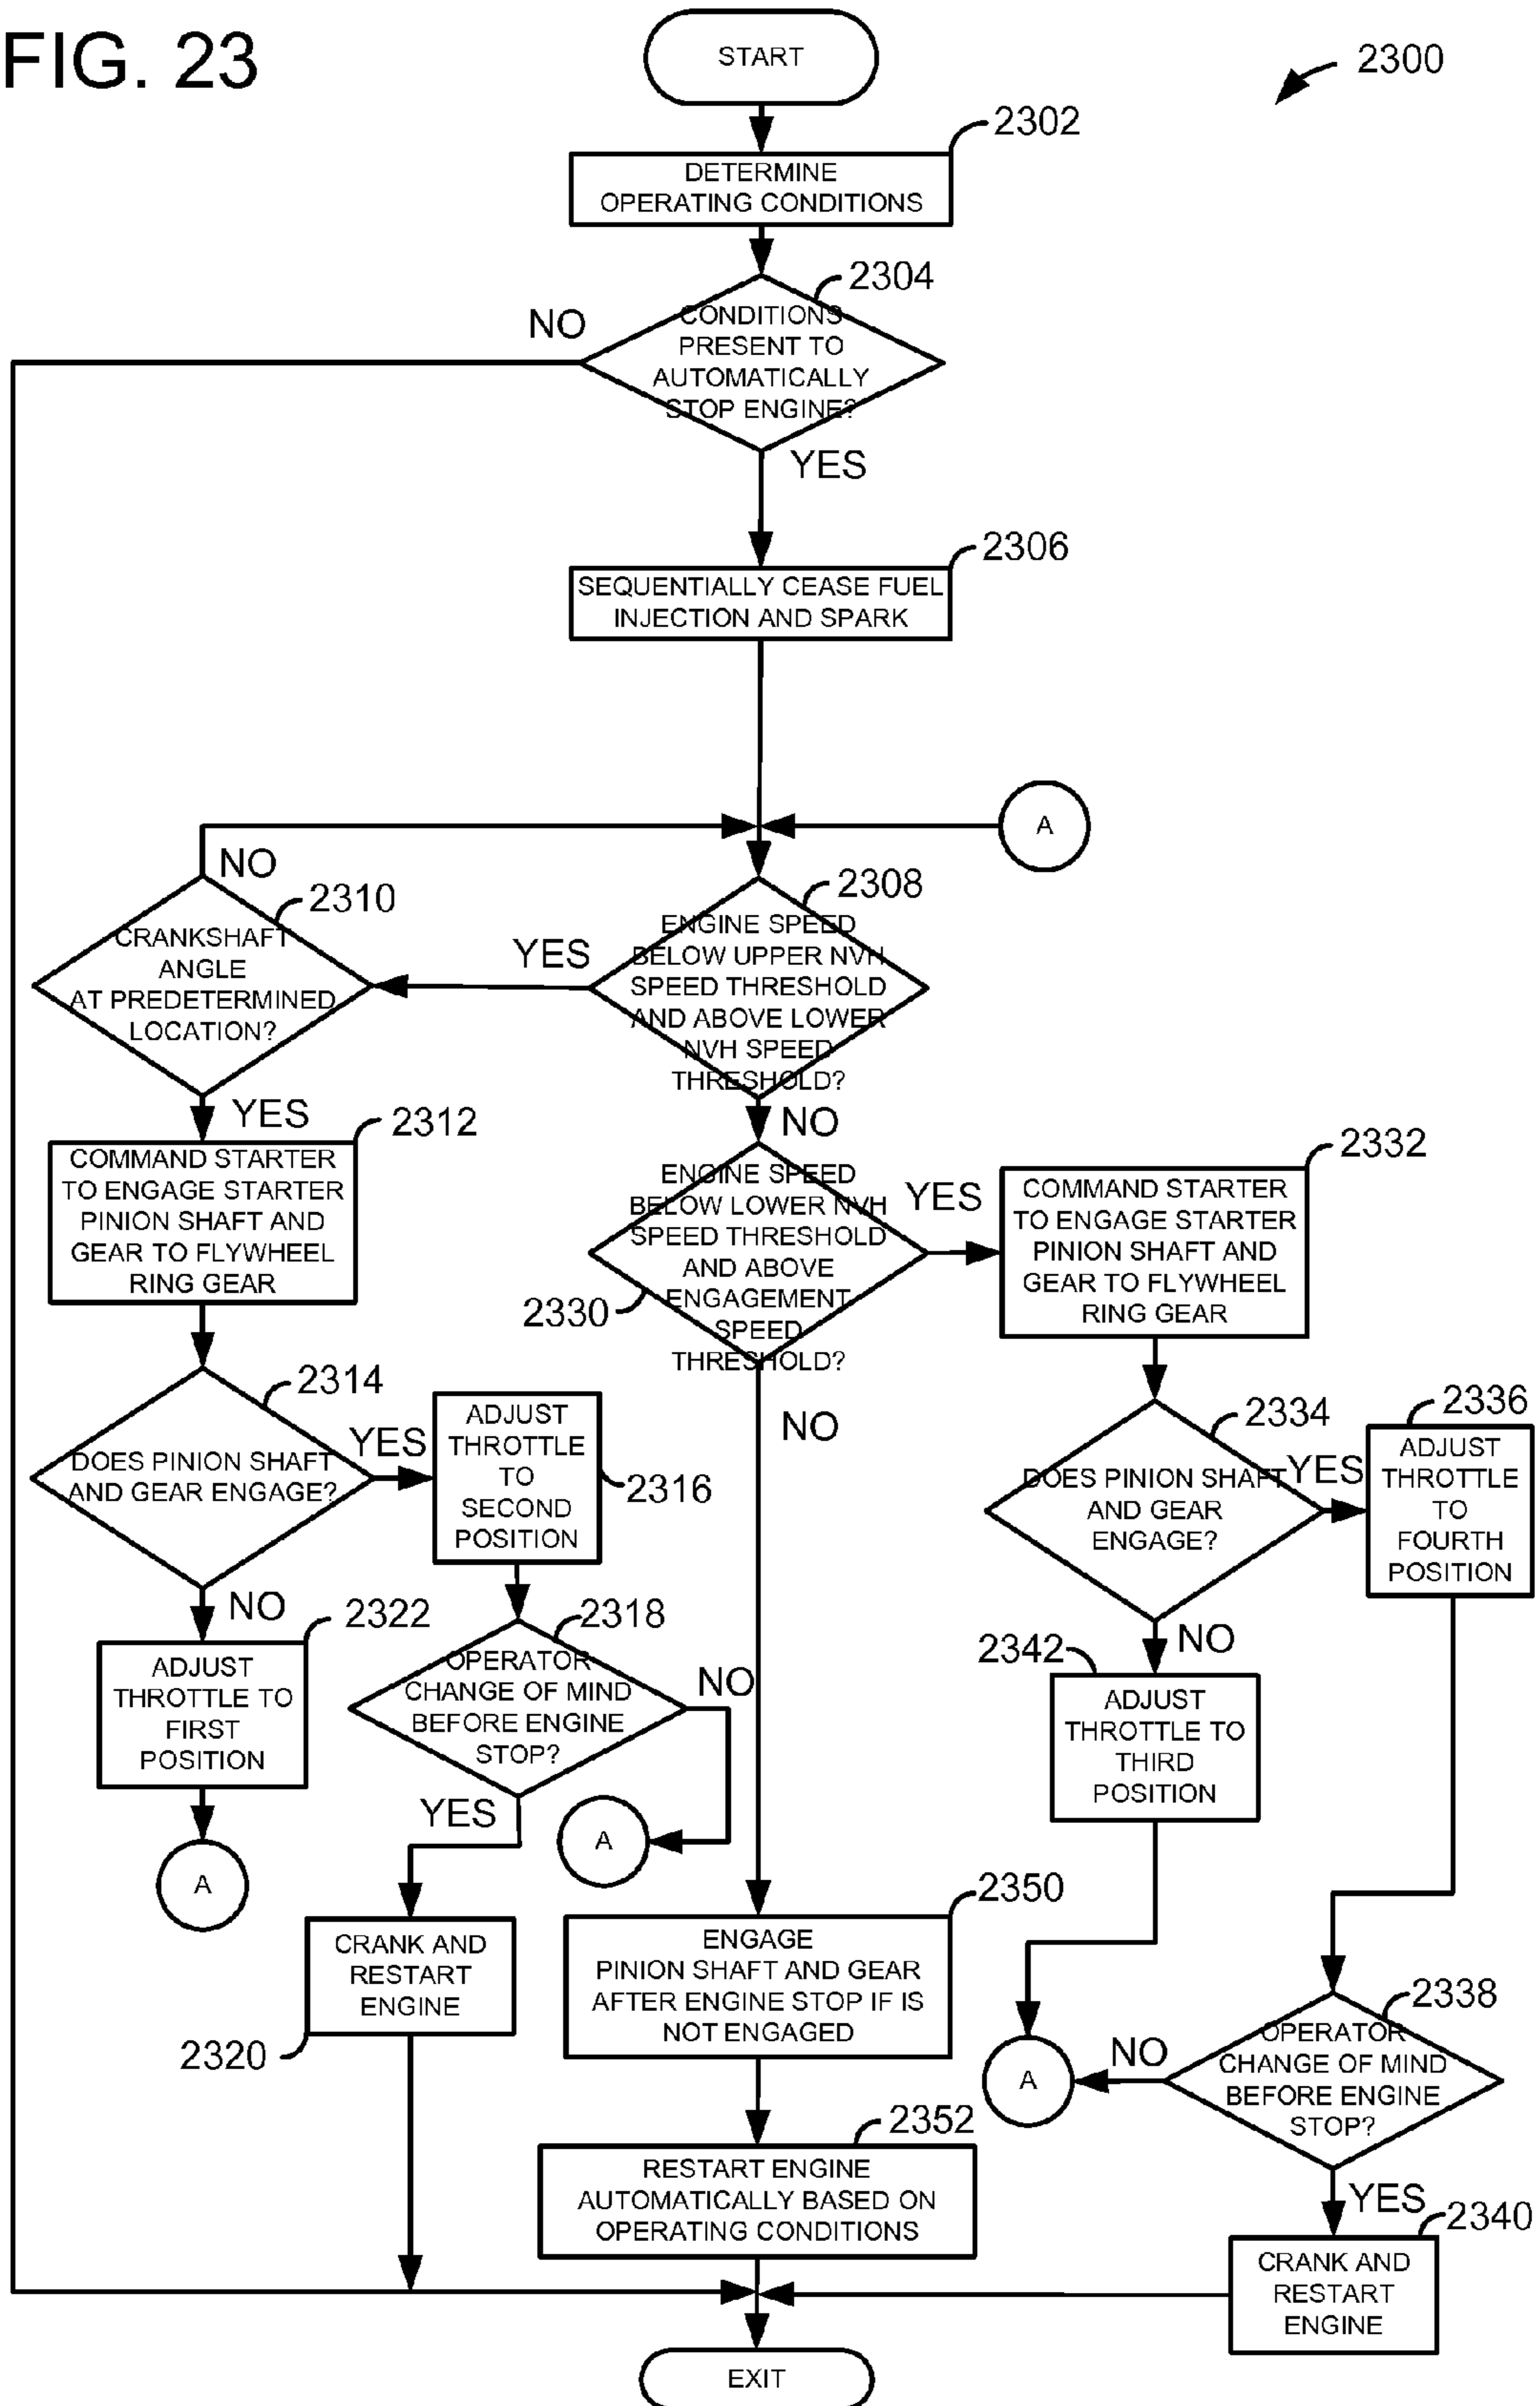 FIG. 23
START
2300
2302
DETERMINE
OPERATING CONDITIONS
2304
NO
CONDITIONS
PRESENT TO
AUTOMATICALLY
STOP ENGINE?
YES
2306
SEQUENTIALLY CEASE FUEL
INJECTION AND SPARK
A
NO
2310
CRANKSHAFT
ANGLE
AT PREDETERMINED
LOCATION?
YES
2308
ENGINE SPEED
BELOW UPPER NVH
SPEED THRESHOLD
AND ABOVE LOWER
NVH SPEED
THRESHOLD?
YES
2312
COMMAND STARTER
TO ENGAGE STARTER
PINION SHAFT AND
GEAR TO FLYWHEEL
RING GEAR
NO
ENGINE SPEED
BELOW LOWER NVH
SPEED THRESHOLD
AND ABOVE
ENGAGEMENT
SPEED
THRESHOLD?
2330
YES
2332
COMMAND STARTER
TO ENGAGE STARTER
PINION SHAFT AND
GEAR TO FLYWHEEL
RING GEAR
2314
DOES PINION SHAFT
AND GEAR ENGAGE?
YES
ADJUST
THROTTLE
TO
SECOND
POSITION
2316
NO
2334
DOES PINION SHAFT
AND GEAR
ENGAGE?
YES
2336
ADJUST
THROTTLE
TO
FOURTH
POSITION
NO
2322
ADJUST
THROTTLE TO
FIRST
POSITION
A
2318
OPERATOR
CHANGE OF MIND
BEFORE ENGINE
STOP?
NO
YES
A
NO
2342
ADJUST
THROTTLE TO
THIRD
POSITION
CRANK AND
RESTART
ENGINE
2320
2350
ENGAGE
PINION SHAFT AND GEAR
AFTER ENGINE STOP IF IS
NOT ENGAGED
2338
OPERATOR
CHANGE OF MIND
BEFORE ENGINE
STOP?
NO
A
2352
RESTART ENGINE
AUTOMATICALLY BASED ON
OPERATING CONDITIONS
YES
2340
CRANK AND
RESTART
ENGINE
EXIT